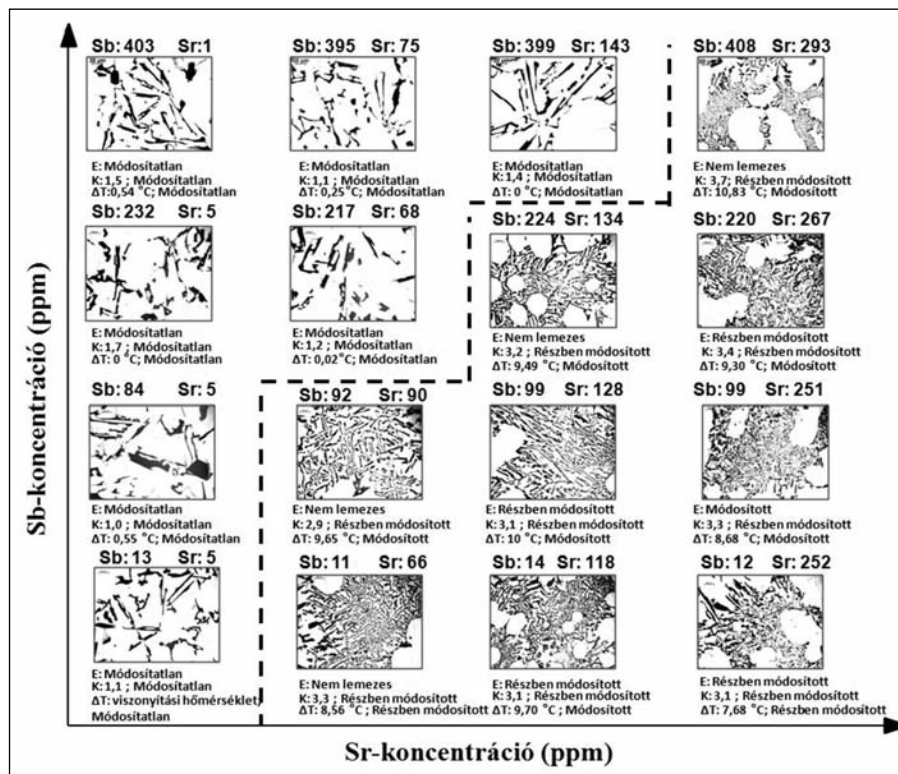 Sb-koncentráció (ppm)
Sb: 403 Sr: 1
E: Módosítatlan
K: 1,5 ; Módosítatlan
ΔT: 0,54 °C; Módosítatlan
Sb: 395 Sr: 75
E: Módosítatlan
K: 1,1 ; Módosítatlan
ΔT: 0,25°C; Módosítatlan
Sb: 399 Sr: 143
E: Módosítatlan
K: 1,4 ; Módosítatlan
ΔT: 0 °C; Módosítatlan
Sb: 408 Sr: 293
E: Nem lemezes
K: 3,7; Részben módosított
ΔT: 10,83 °C; Módosított
Sb: 232 Sr: 5
E: Módosítatlan
K: 1,7 ; Módosítatlan
ΔT: 0 °C; Módosítatlan
Sb: 217 Sr: 68
E: Módosítatlan
K: 1,2 ; Módosítatlan
ΔT: 0,02°C; Módosítatlan
Sb: 224 Sr: 134
E: Nem lemezes
K: 3,2 ; Részben módosított
ΔT: 9,49 °C; Módosított
Sb: 220 Sr: 267
E: Részben módosított
K: 3,4 ; Részben módosított
ΔT: 9,30 °C; Módosított
Sb: 84 Sr: 5
E: Módosítatlan
K: 1,0 ; Módosítatlan
ΔT: 0,55 °C; Módosítatlan
Sb: 92 Sr: 90
E: Nem lemezes
K: 2,9 ; Részben módosított
ΔT: 9,65 °C; Módosított
Sb: 99 Sr: 128
E: Részben módosított
K: 3,1 ; Részben módosított
ΔT: 10 °C; Módosított
Sb: 99 Sr: 251
E: Módosított
K: 3,3 ; Részben módosított
ΔT: 8,68 °C; Módosított
Sb: 13 Sr: 5
E: Módosítatlan
K: 1,1 ; Módosítatlan
ΔT: viszonyítási hőmérséklet;
Módosítatlan
Sb: 11 Sr: 66
E: Nem lemezes
K: 3,3 ; Részben módosított
ΔT: 8,56 °C; Részben módosított
Sb: 14 Sr: 118
E: Részben módosított
K: 3,1 ; Részben módosított
ΔT: 9,70 °C; Módosított
Sb: 12 Sr: 252
E: Részben módosított
K: 3,1 ; Részben módosított
ΔT: 7,68 °C; Részben módosított
Sr-koncentráció (ppm)